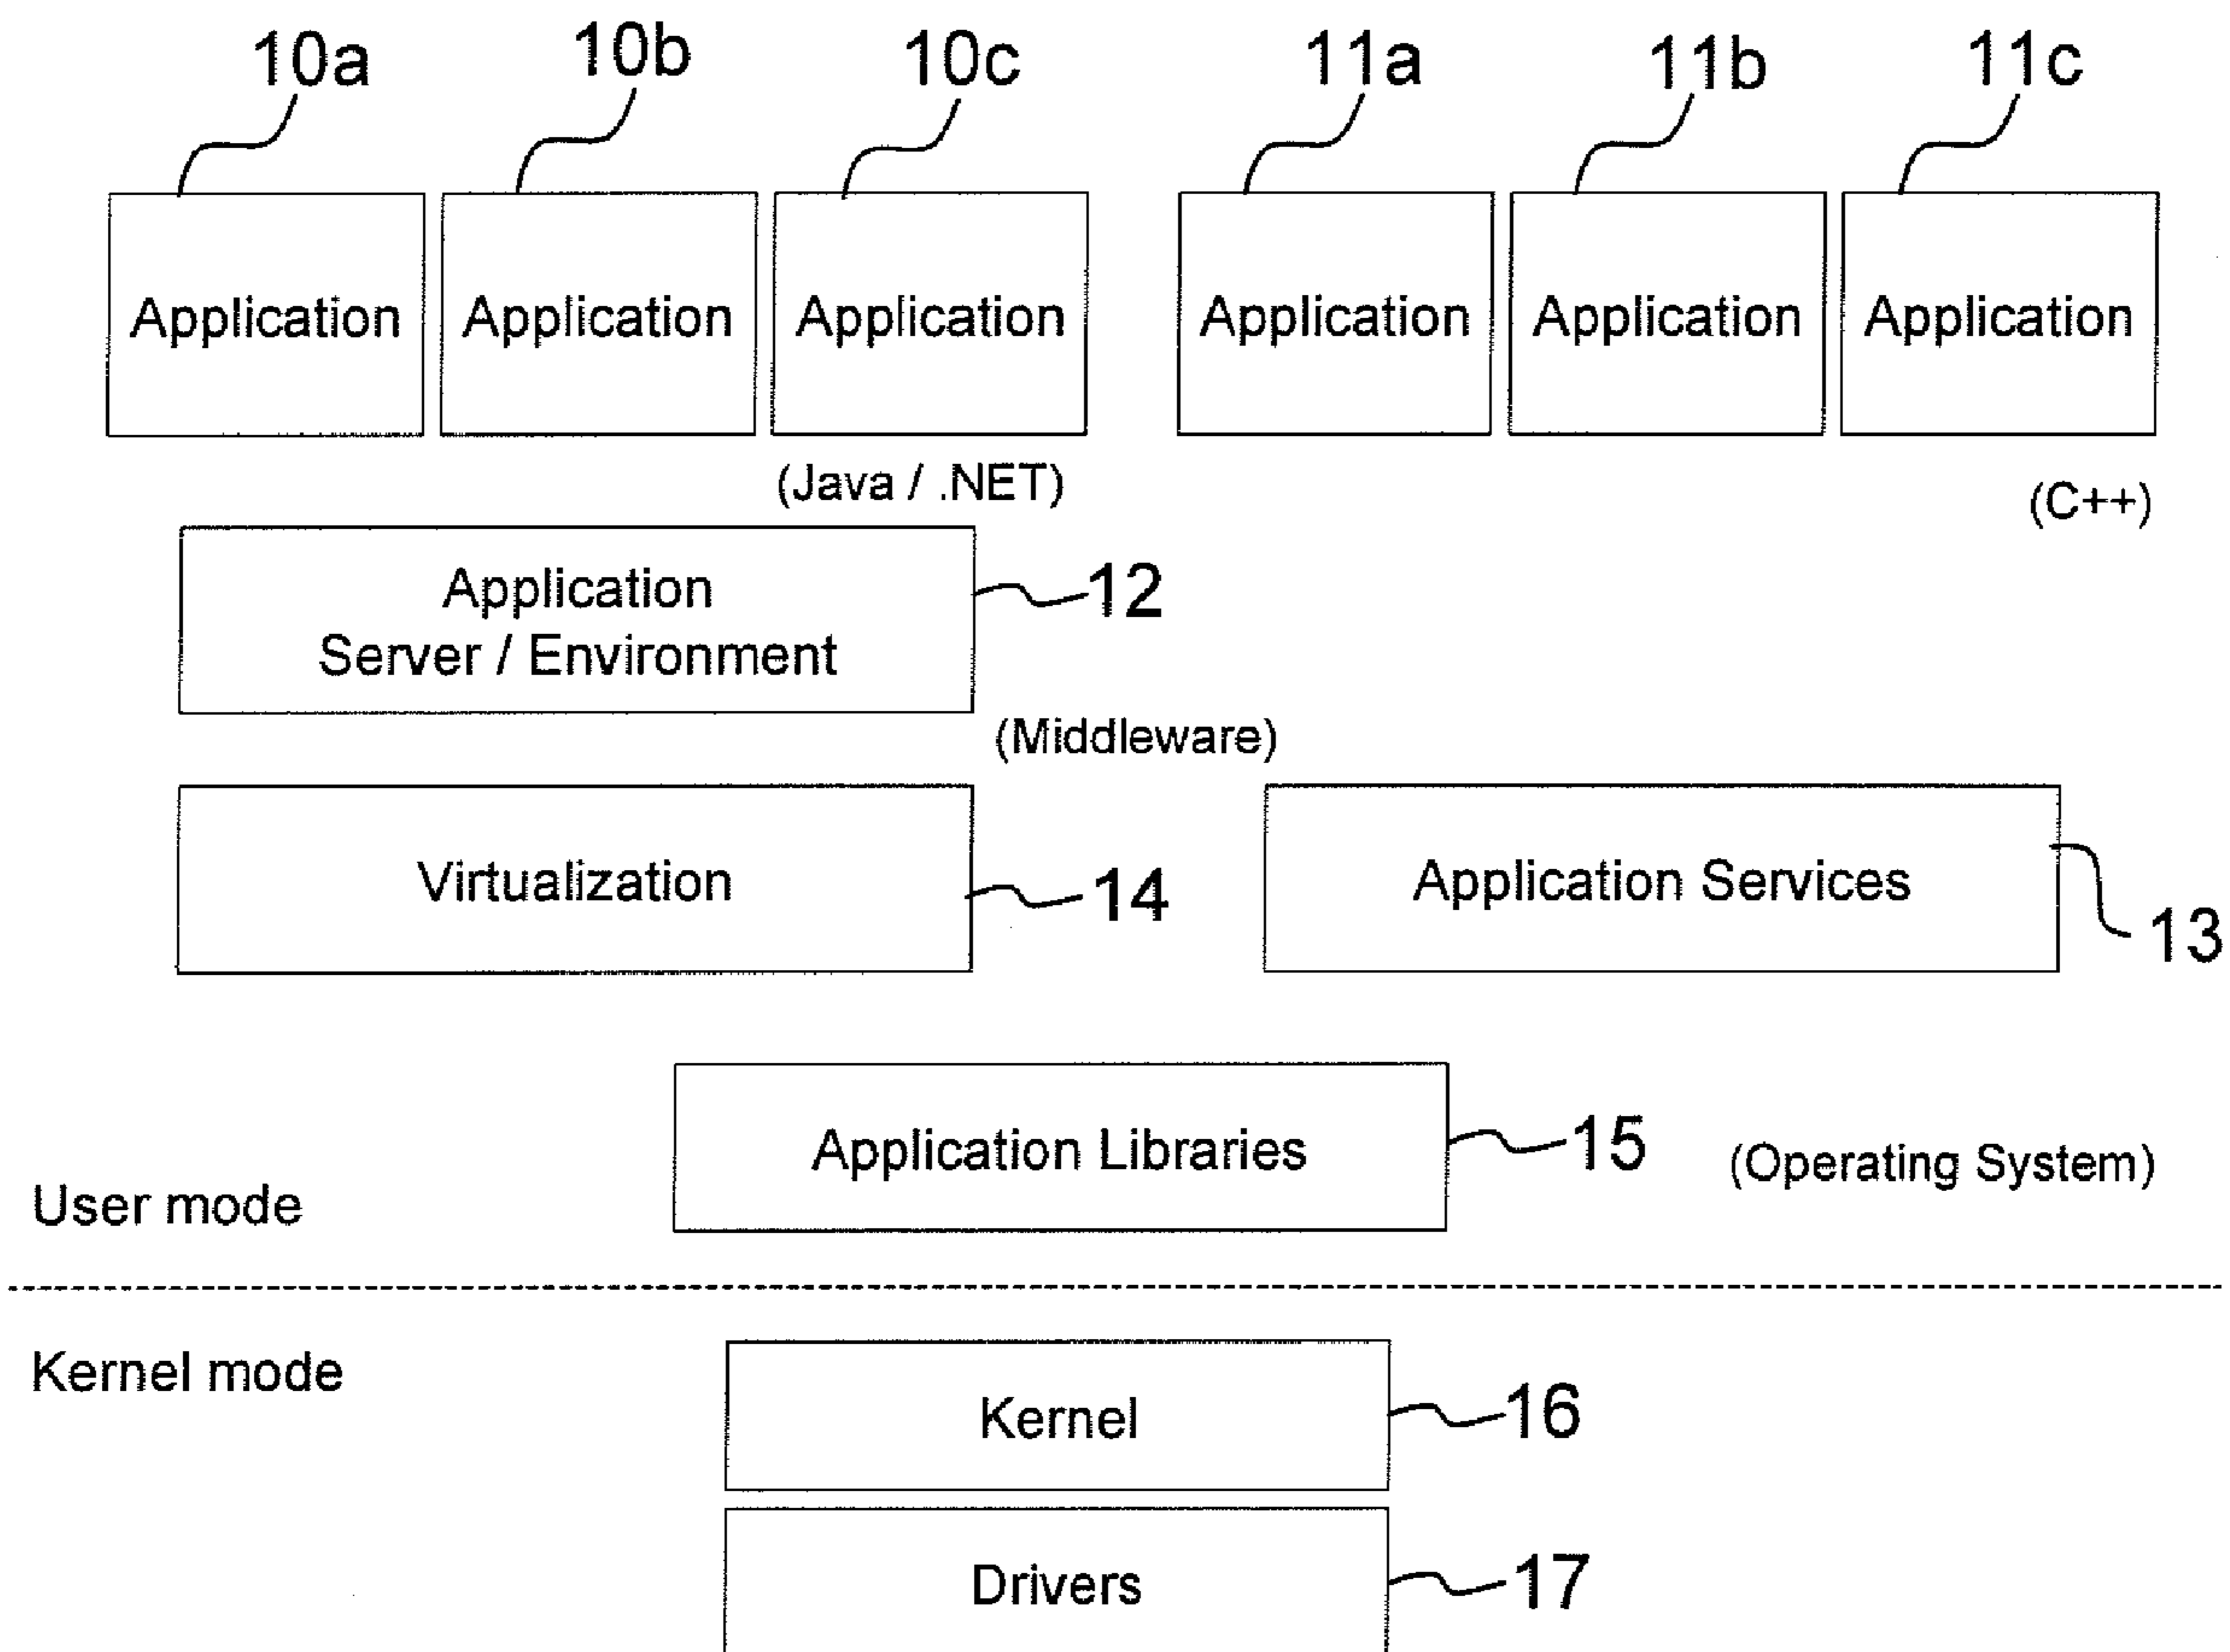 10a 10b 10c 11a 11b 11c
Application Application Application Application Application Application
(Java / .NET)
(C++)
Application
Server / Environment
12
(Middleware)
Virtualization
14
Application Services
13
Application Libraries
15
(Operating System)
User mode
Kernel mode
Kernel
16
Drivers
17